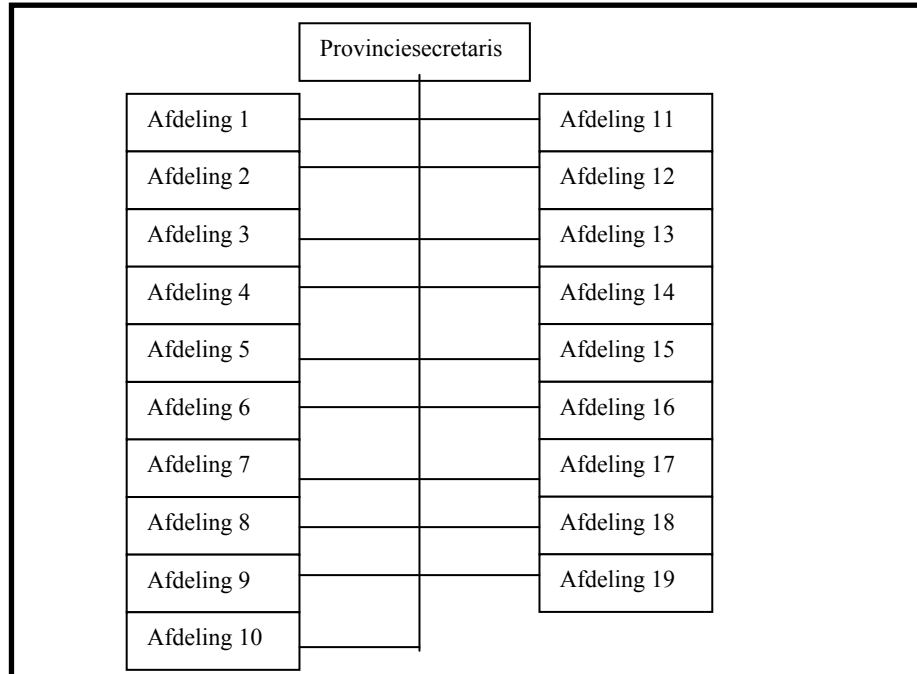 Provinciesecretaris
Afdeling 1
Afdeling 2
Afdeling 3
Afdeling 4
Afdeling 5
Afdeling 6
Afdeling 7
Afdeling 8
Afdeling 9
Afdeling 10
Afdeling 11
Afdeling 12
Afdeling 13
Afdeling 14
Afdeling 15
Afdeling 16
Afdeling 17
Afdeling 18
Afdeling 19